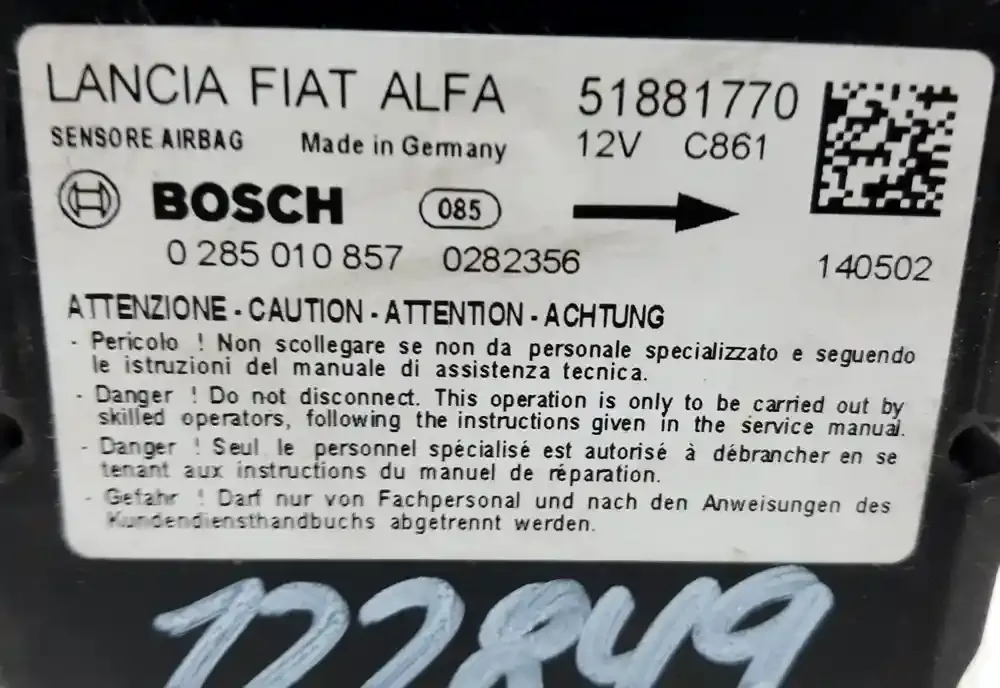 LANCIA FIAT ALFA 51881770
SENSORE AIRBAG Made in Germany 12V C861
BOSCH 085
0 285 010 857 0282356 140502
ATTENZIONE - CAUTION - ATTENTION - ACHTUNG
- Pericolo ! Non scollegare se non da personale specializzato e seguendo
le istruzioni del manuale di assistenza tecnica.
- Danger ! Do not disconnect. This operation is only to be carried out by
skilled operators, following the instructions given in the service manual.
- Danger ! Seul le personnel spécialisé est autorisé à débrancher en se
tenant aux instructions du manuel de réparation.
- Gefahr ! Darf nur von Fachpersonal und nach den Anweisungen des
Kundendiensthandbuchs abgetrennt werden.
722849